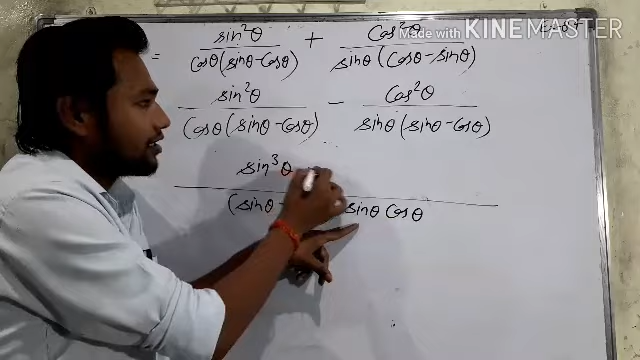 Made with KINEMASTER
= sin²θ / cosθ(sinθ-cosθ) + cos²θ / sinθ(cosθ-sinθ)
sin²θ / cosθ(sinθ-cosθ) - cos²θ / sinθ(sinθ-cosθ)
sin³θ
(sinθ - sinθ cosθ